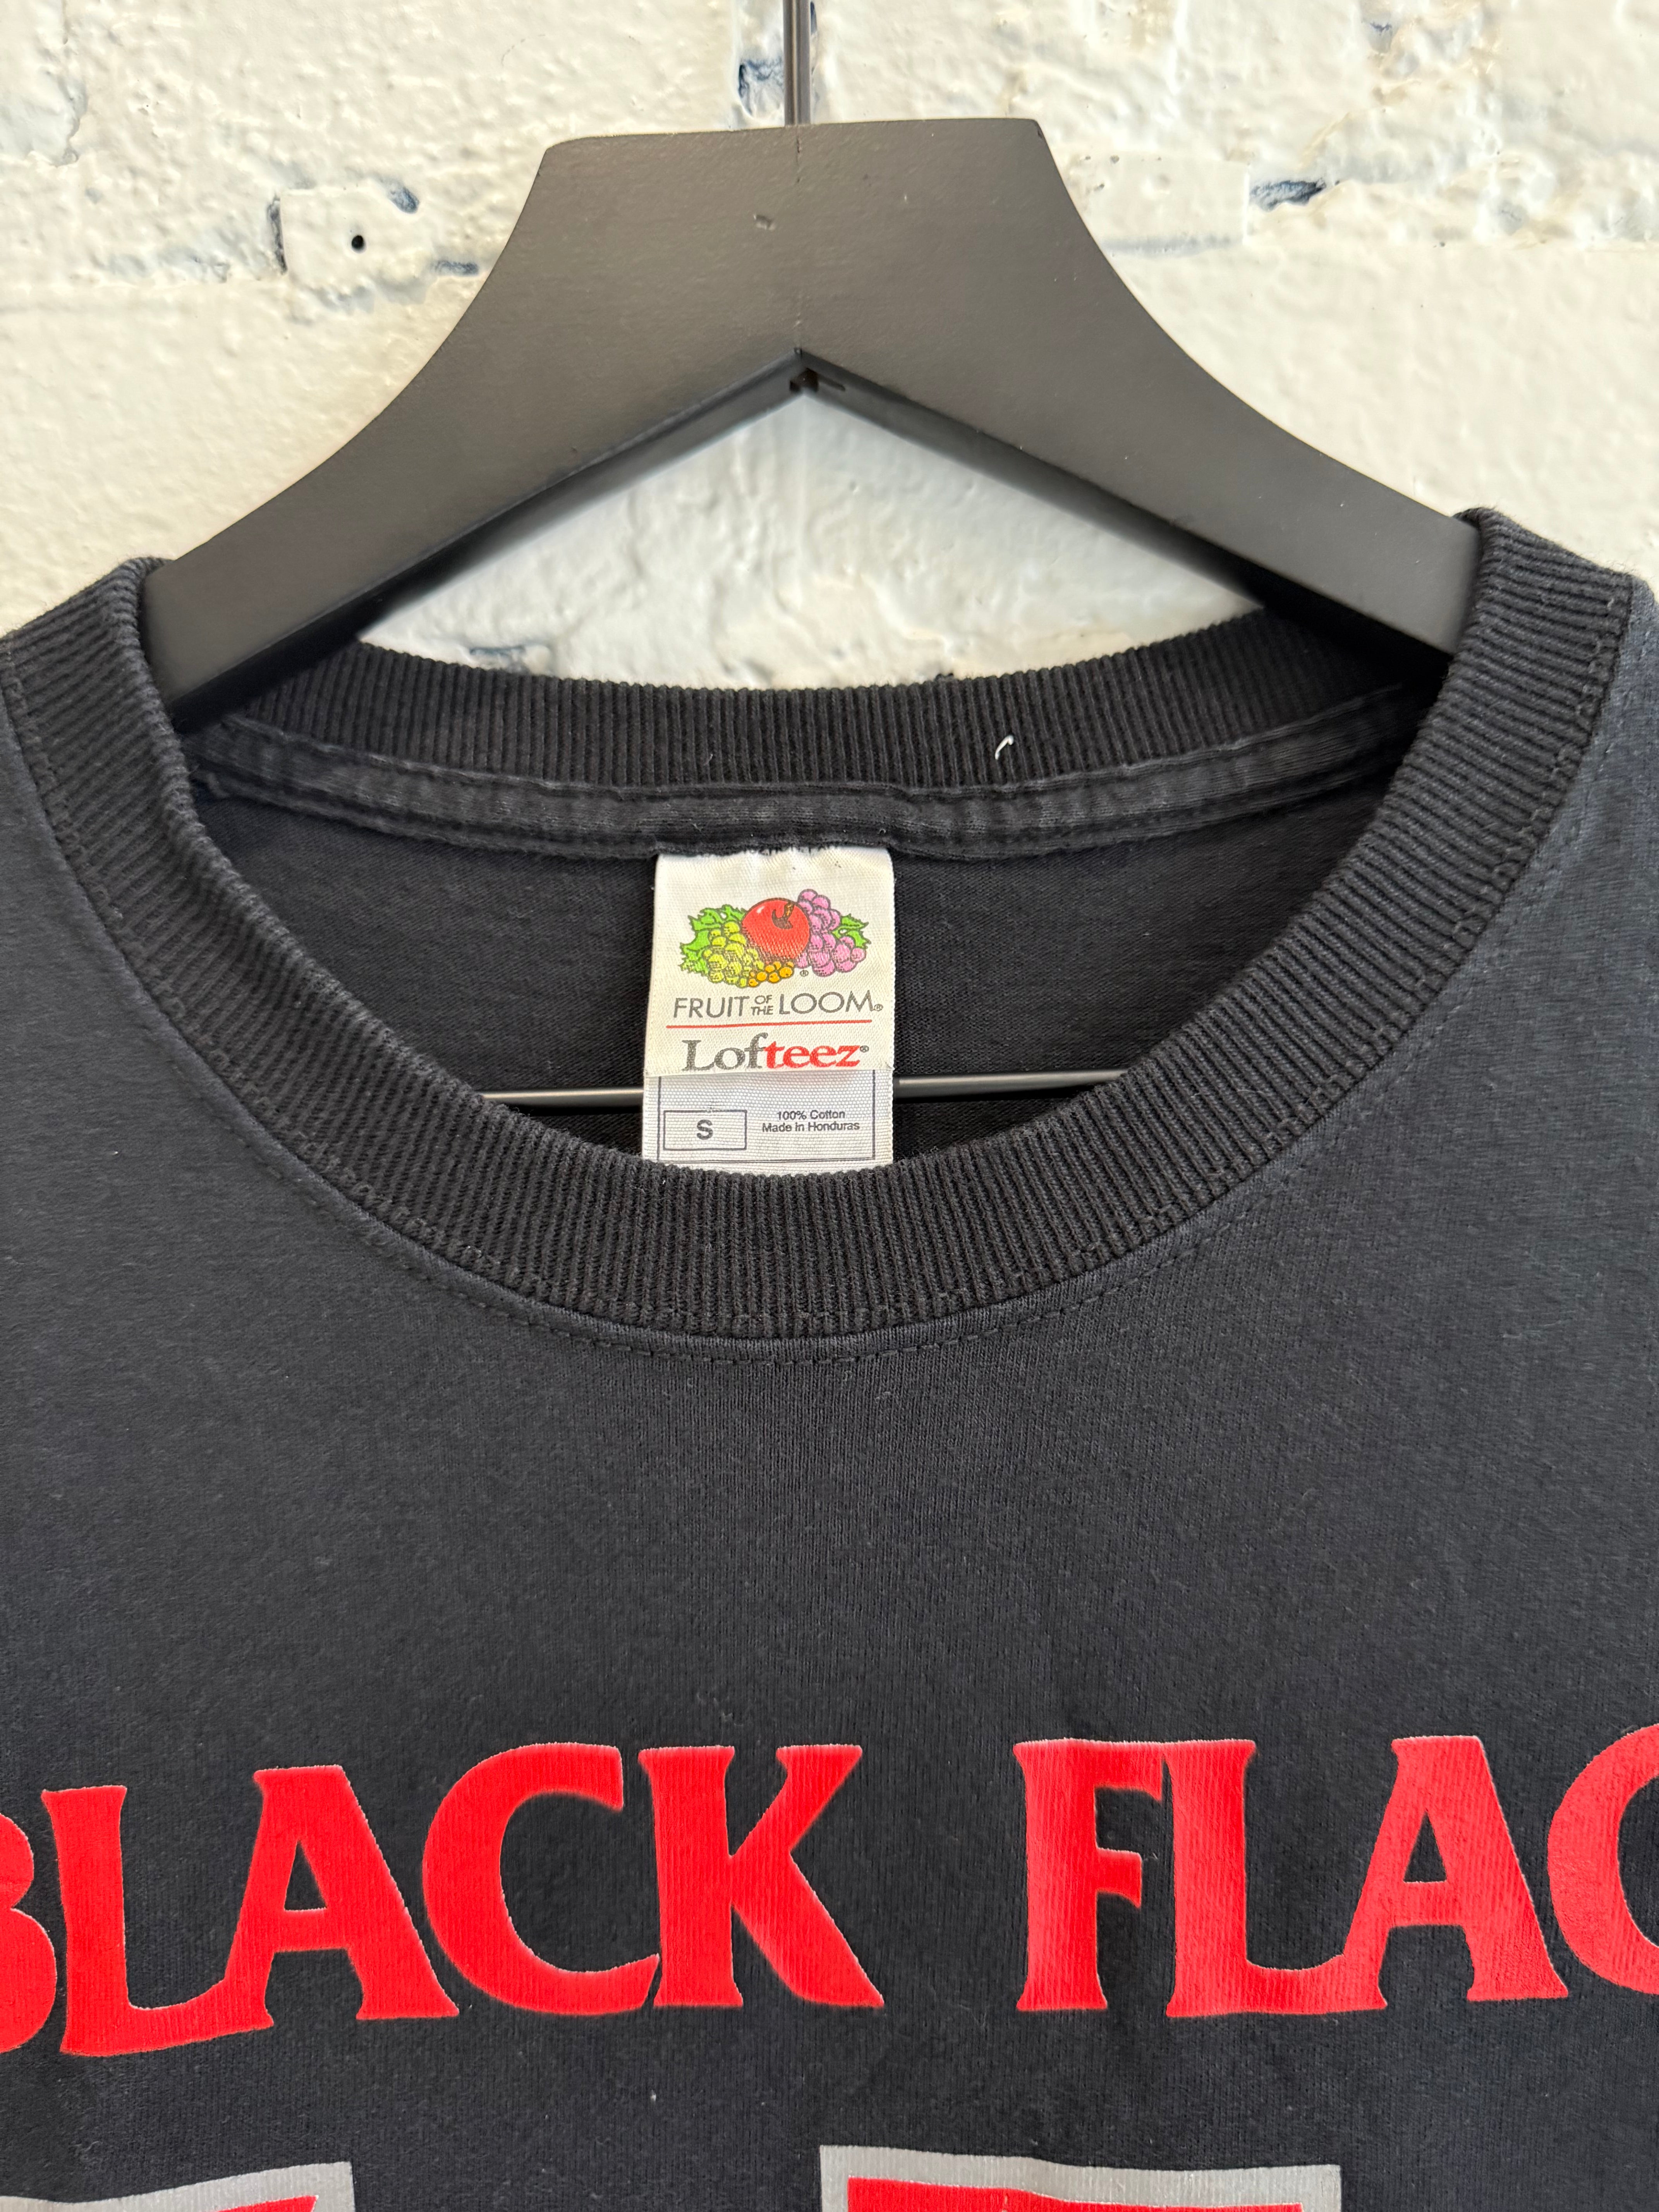 FRUIT OF THE LOOM®
Lofteez®
S
100% Cotton
Made in Honduras
BLACK FLAG